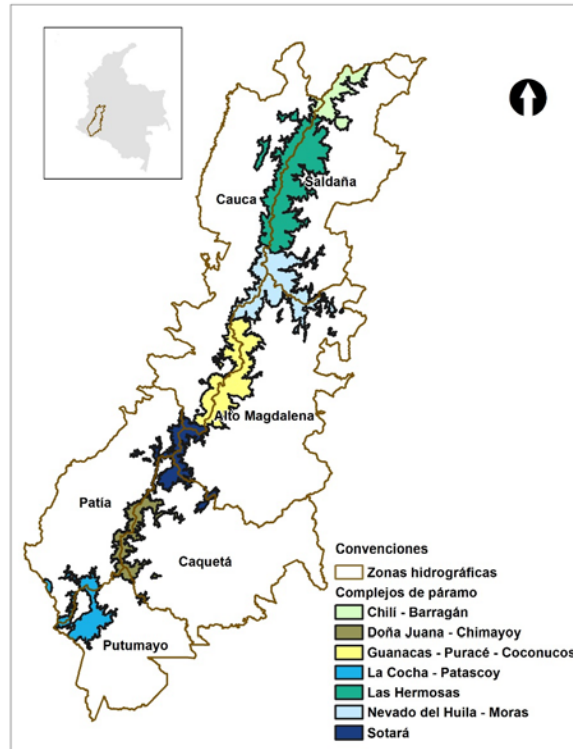 Saldaña
Cauca
Alto Magdalena
Patía
Caquetá
Putumayo
Convenciones
Zonas hidrográficas
Complejos de páramo
Chilí - Barragán
Doña Juana - Chimayoy
Guanacas - Puracé - Coconucos
La Cocha - Patascoy
Las Hermosas
Nevado del Huila - Moras
Sotará